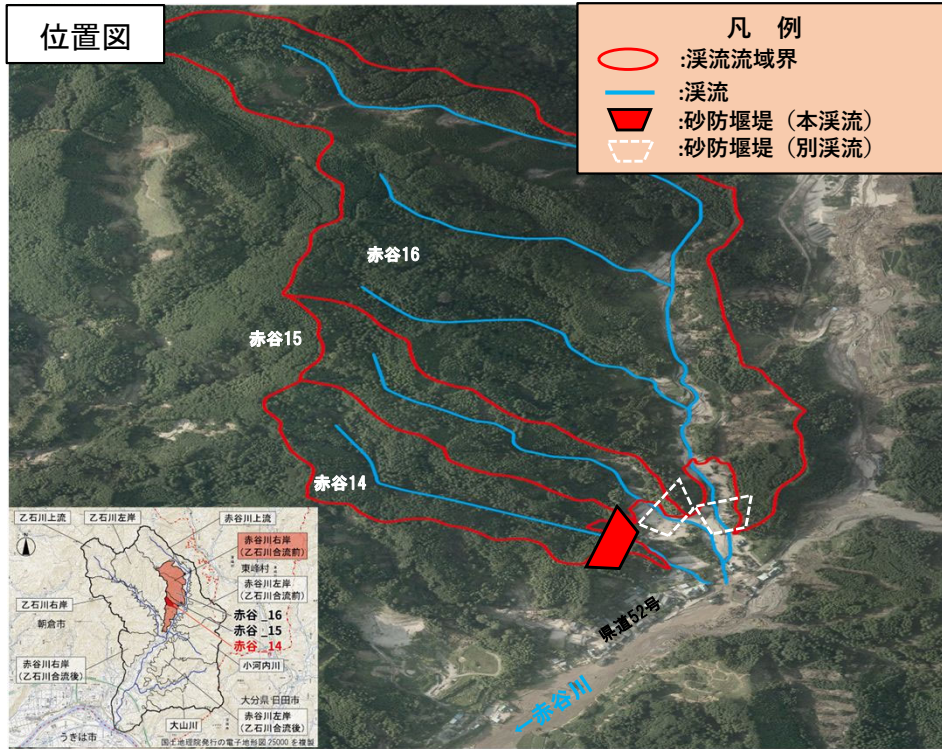 位置図
凡 例
:渓流流域界
:渓流
:砂防堰堤(本渓流)
:砂防堰堤(別渓流)
赤谷16
赤谷15
赤谷14
県道52号
←赤谷川
乙石川上流
乙石川左岸
赤谷川上流
赤谷川右岸
(乙石川合流前)
東峰村
赤谷川左岸
(乙石川合流前)
乙石川右岸
朝倉市
赤谷_16
赤谷_15
赤谷_14
赤谷川右岸
(乙石川合流後)
小河内川
大分県 日田市
大山川
赤谷川左岸
(乙石川合流後)
うきは市
国土地理院発行の電子地形図25000を複製